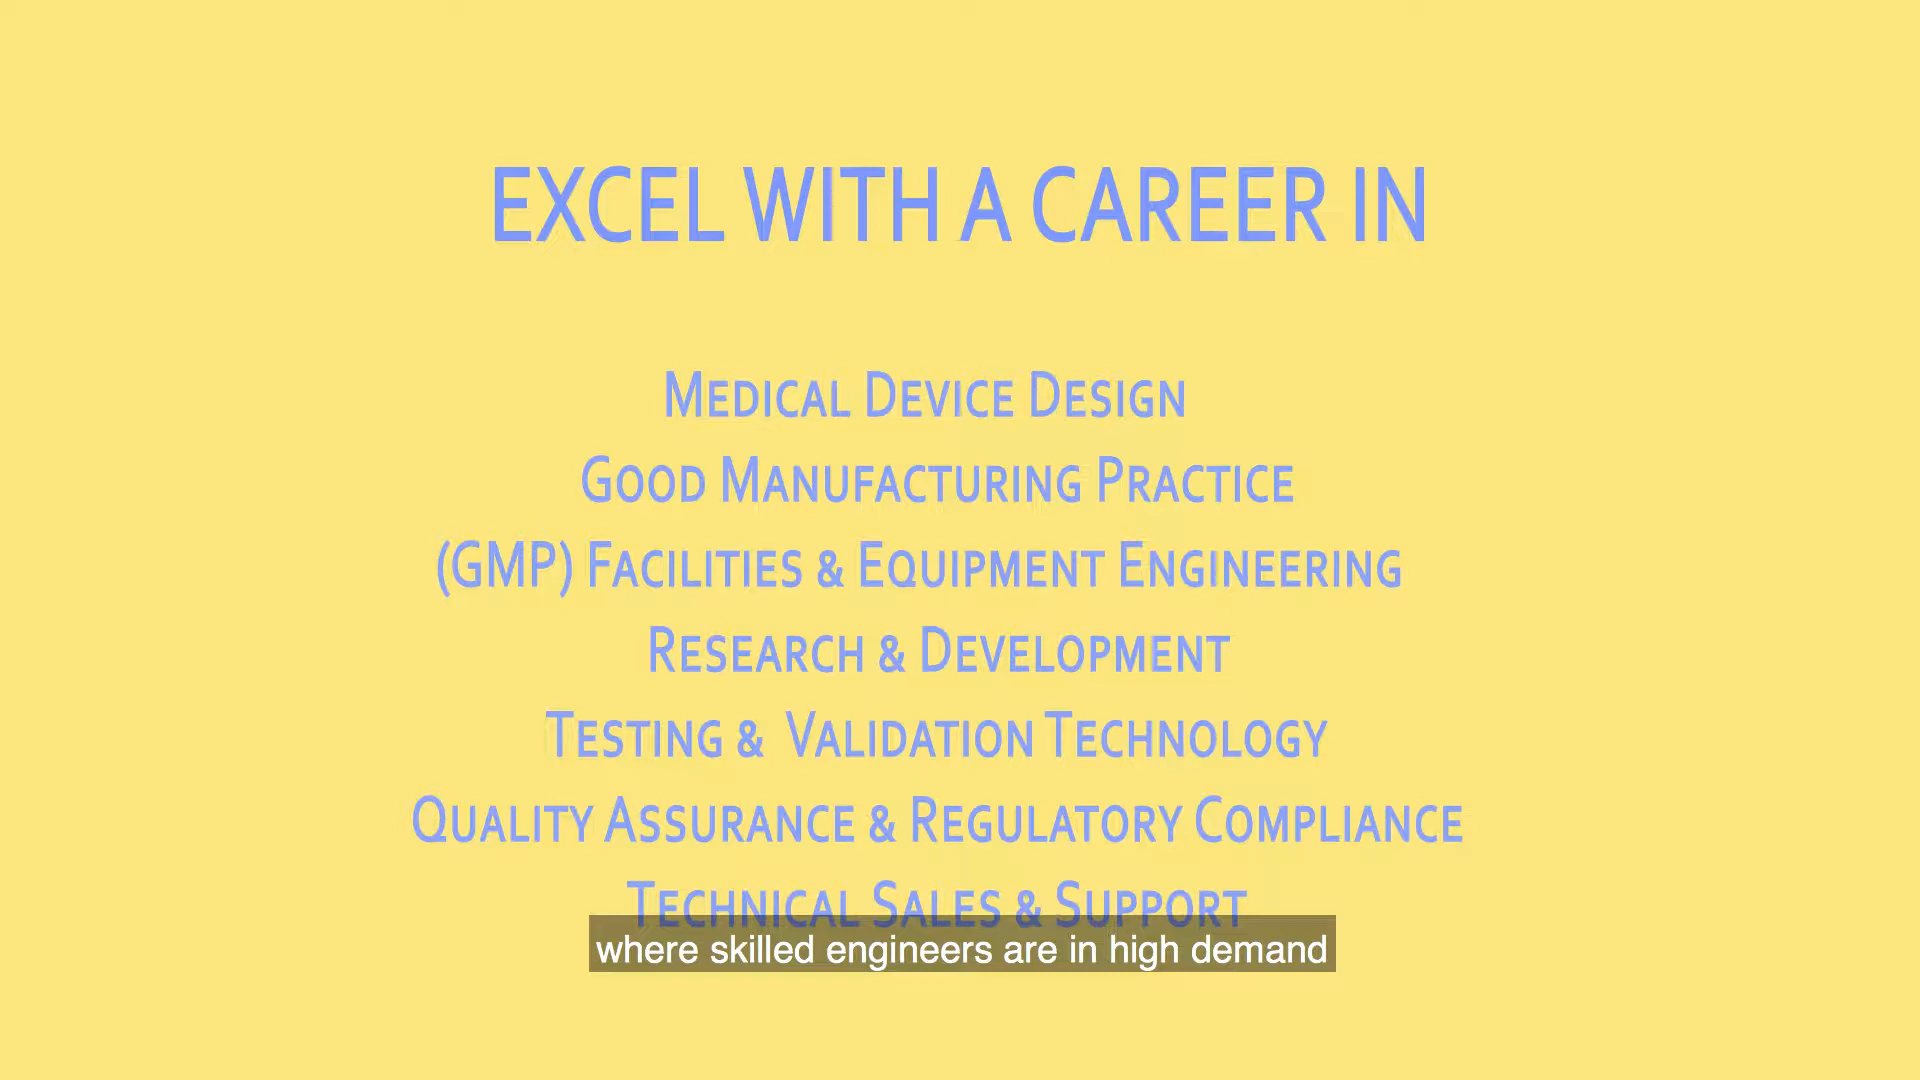 EXCEL WITH A CAREER IN
MEDICAL DEVICE DESIGN
GOOD MANUFACTURING PRACTICE
(GMP) FACILITIES & EQUIPMENT ENGINEERING
RESEARCH & DEVELOPMENT
TESTING & VALIDATION TECHNOLOGY
QUALITY ASSURANCE & REGULATORY COMPLIANCE
TECHNICAL SALES & SUPPORT
where skilled engineers are in high demand